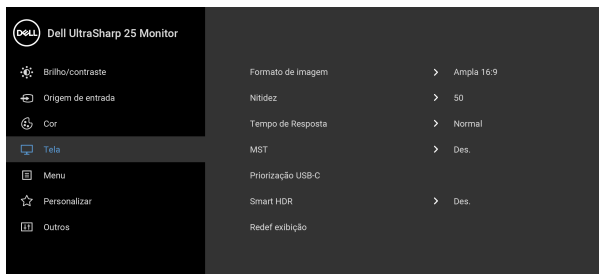 DELL Dell UltraSharp 25 Monitor
Brilho/contraste
Origem de entrada
Cor
Tela
Menu
Personalizar
Outros
Formato de imagem > Ampla 16:9
Nitidez > 50
Tempo de Resposta > Normal
MST > Des.
Priorização USB-C
Smart HDR > Des.
Redef exibição